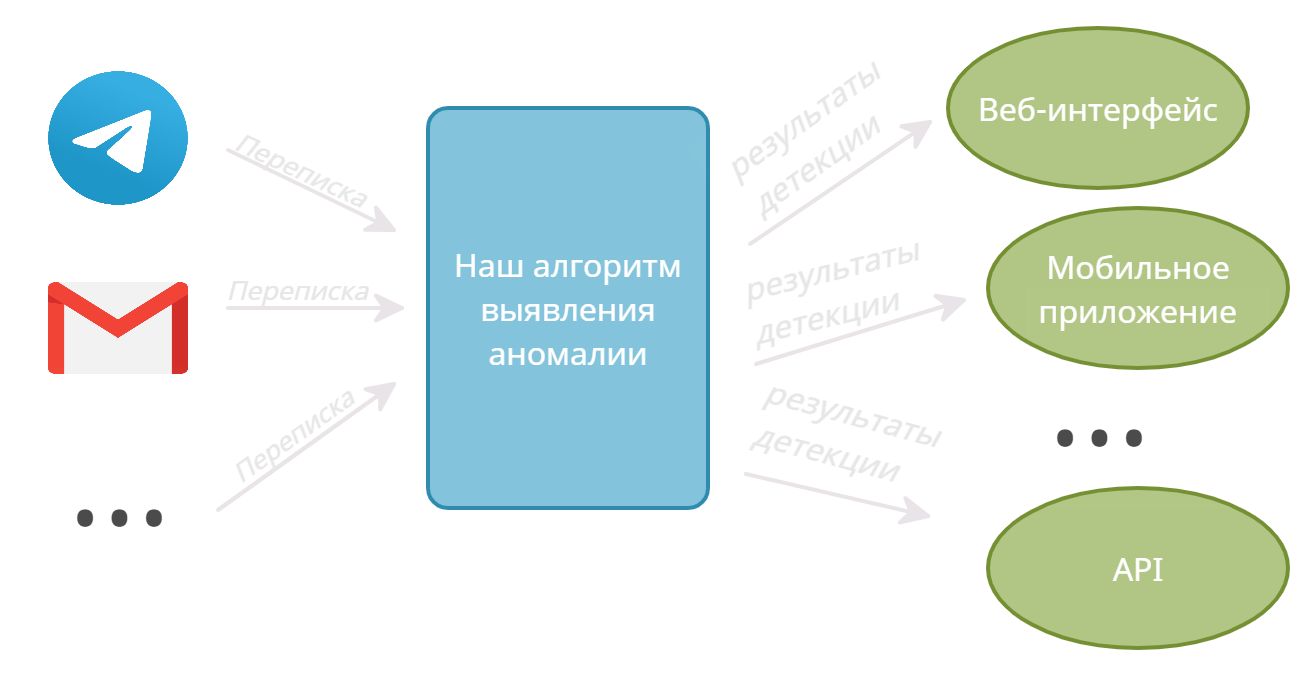 Переписка
Переписка
Переписка
Наш алгоритм
выявления
аномалии
результаты
детекции
результаты
детекции
результаты
детекции
Веб-интерфейс
Мобильное
приложение
API